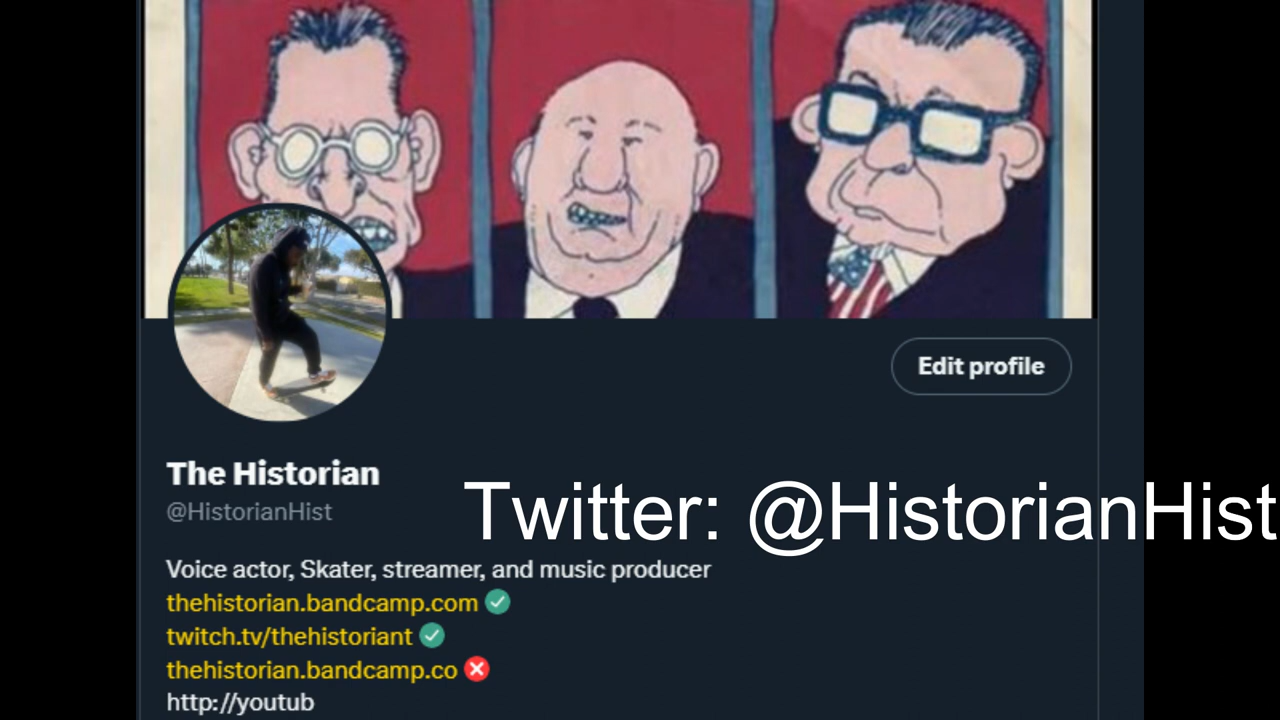 Edit profile
The Historian
@HistorianHist
Twitter: @HistorianHist
Voice actor, Skater, streamer, and music producer
thehistorian.bandcamp.com
twitch.tv/thehistoriant
thehistorian.bandcamp.co
http://youtub